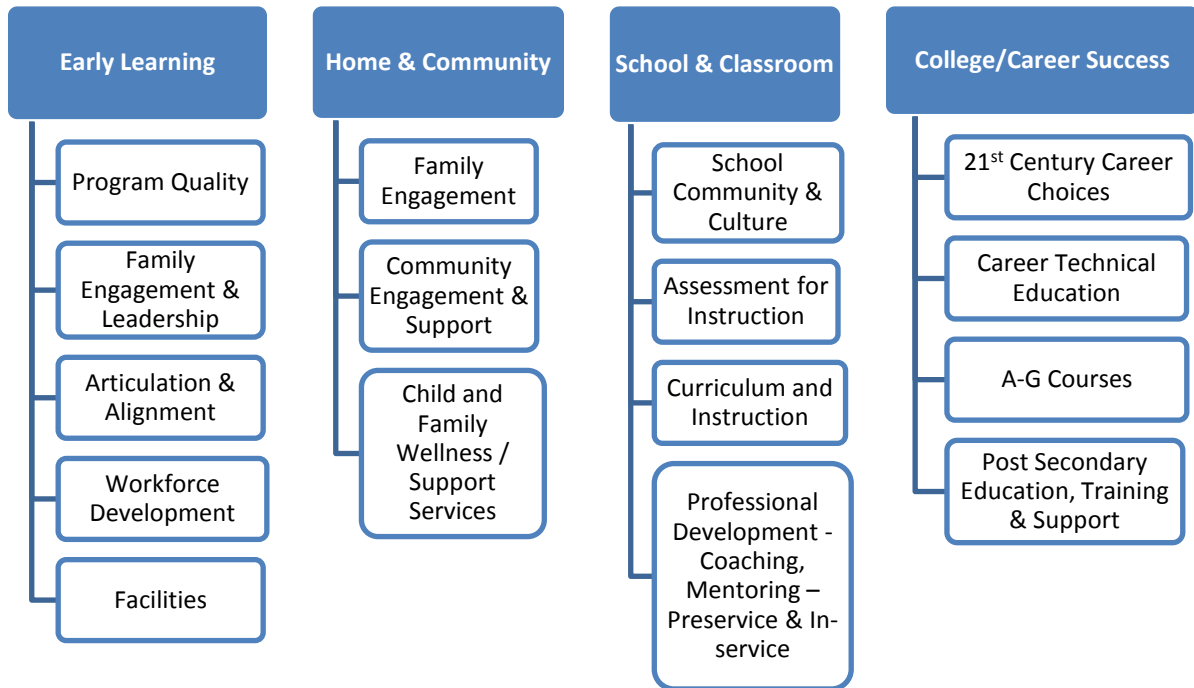 Early Learning
Program Quality
Family
Engagement &
Leadership
Articulation &
Alignment
Workforce
Development
Facilities
Home & Community
Family
Engagement
Community
Engagement &
Support
Child and
Family
Wellness /
Support
Services
School & Classroom
School
Community &
Culture
Assessment for
Instruction
Curriculum and
Instruction
Professional
Development -
Coaching,
Mentoring –
Preservice & In-
service
College/Career Success
21st Century Career
Choices
Career Technical
Education
A-G Courses
Post Secondary
Education, Training
& Support